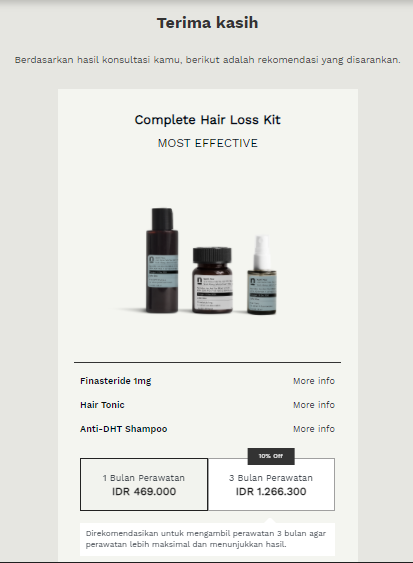 Terima kasih
Berdasarkan hasil konsultasi kamu, berikut adalah rekomendasi yang disarankan.
Complete Hair Loss Kit
MOST EFFECTIVE
Finasteride 1mg More info
Hair Tonic More info
Anti-DHT Shampoo More info
10% Off
1 Bulan Perawatan 3 Bulan Perawatan
IDR 469.000 IDR 1.266.300
Direkomendasikan untuk mengambil perawatan 3 bulan agar
perawatan lebih maksimal dan menunjukkan hasil.